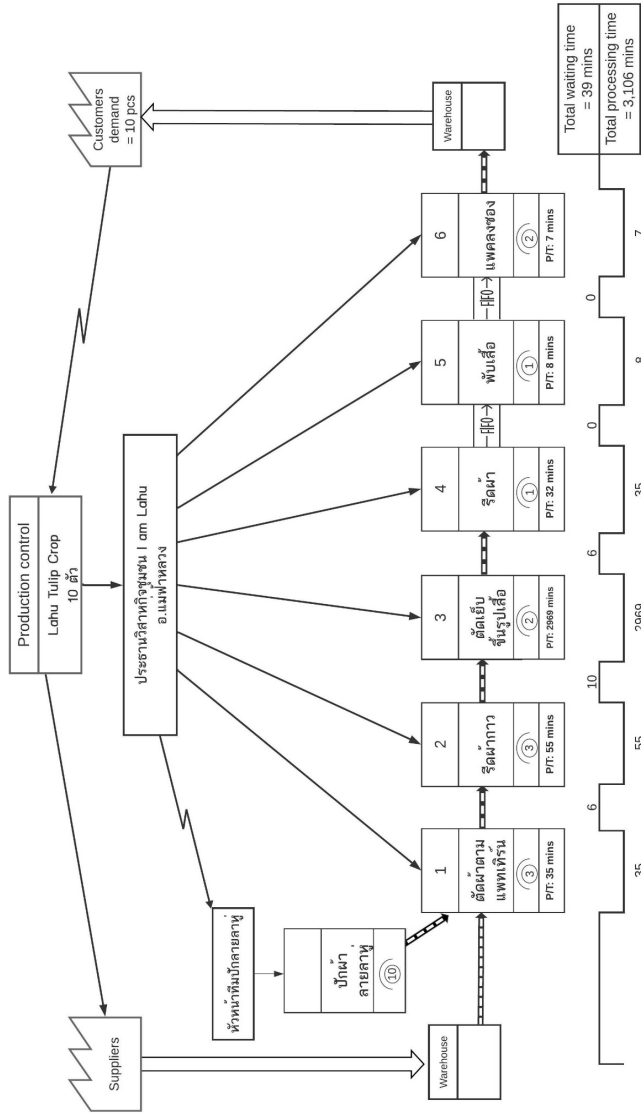 Production control
Lahu Tulip Crop
10 ตัว
Suppliers
Customers
demand
= 10 pcs
ประธานวิสาหกิจชุมชน I am Lahu
อ.แม่ฟ้าหลวง
หัวหน้าทีมปักลายลาหู่
ปักผ้า
ลายลาหู่
10
Warehouse
1
ตัดผ้าตาม
แพทเทิร์น
3
P/T: 35 mins
2
รีดผ้ากาว
3
P/T: 55 mins
3
ตัดเย็บ
ขึ้นรูปเสื้อ
2
P/T: 2969 mins
4
รีดผ้า
1
P/T: 32 mins
FIFO
5
พับเสื้อ
1
P/T: 8 mins
FIFO
6
แพคลงซอง
2
P/T: 7 mins
Warehouse
35
6
55
10
2969
6
35
0
8
0
7
Total waiting time
= 39 mins
Total processing time
= 3,106 mins